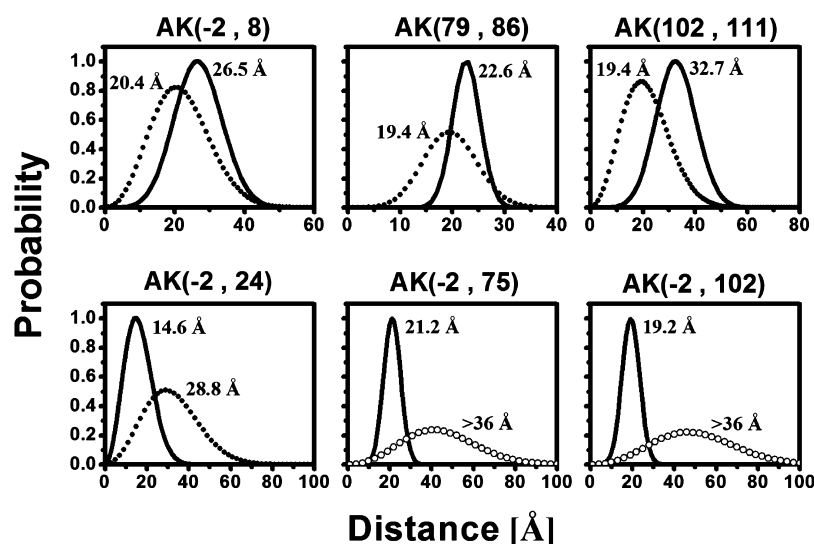 AK(-2 , 8) AK(79 , 86) AK(102 , 111)
1.0
0.8
0.6
0.4
0.2
0.0
20.4 Å 26.5 Å
19.4 Å 22.6 Å
19.4 Å 32.7 Å
0 20 40 60
0 10 20 30 40
0 20 40 60 80
Probability
AK(-2 , 24) AK(-2 , 75) AK(-2 , 102)
1.0
0.8
0.6
0.4
0.2
0.0
14.6 Å
28.8 Å
21.2 Å
>36 Å
19.2 Å
>36 Å
0 20 40 60 80 100
0 20 40 60 80 100
0 20 40 60 80 100
Distance [Å]